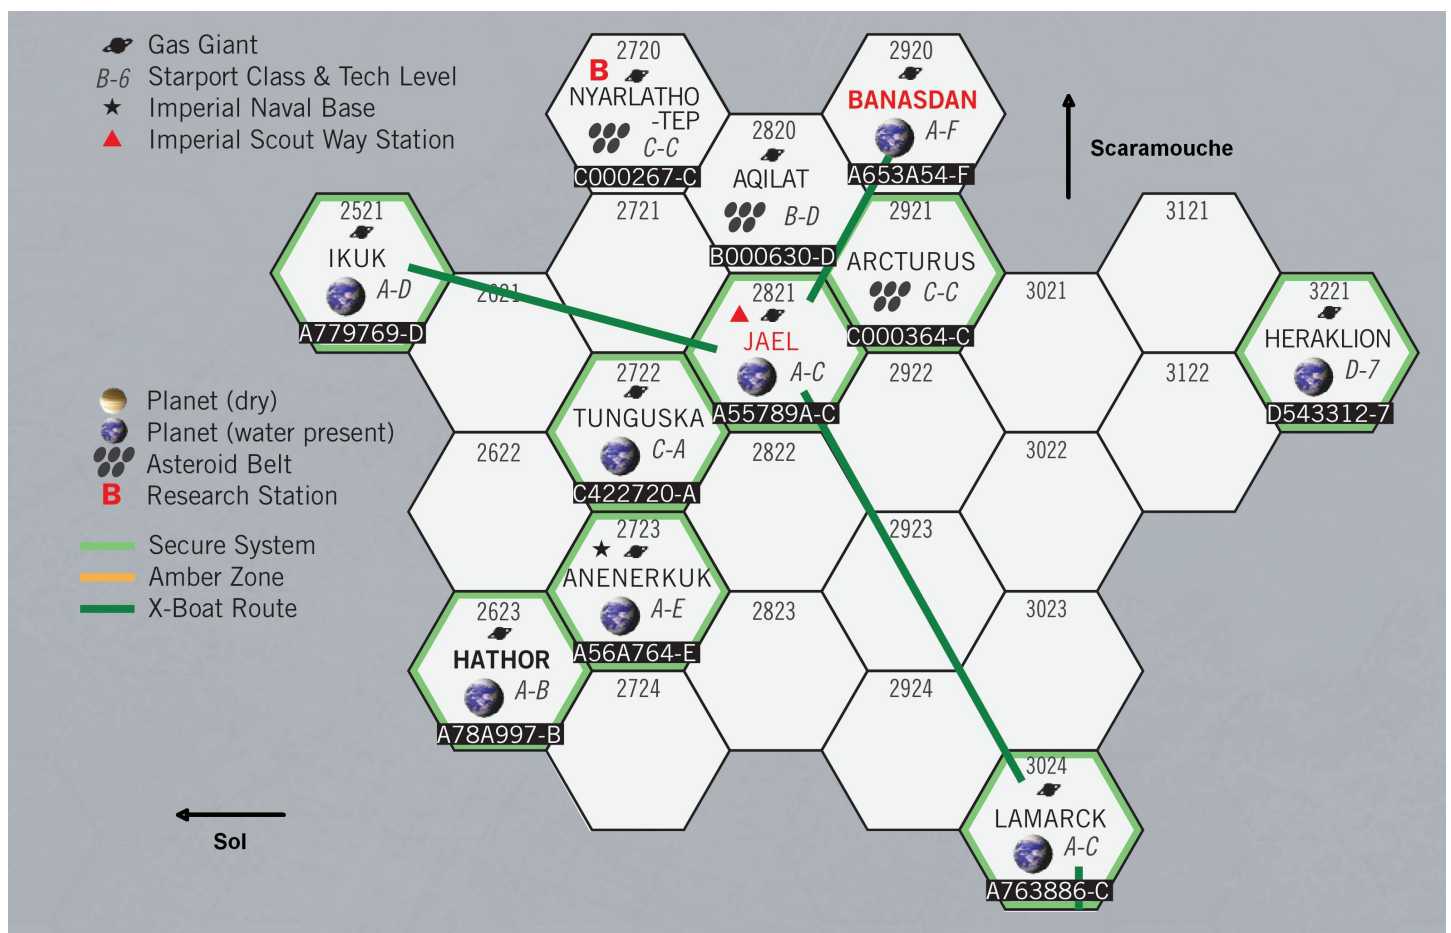 Gas Giant
B-6 Starport Class & Tech Level
Imperial Naval Base
Imperial Scout Way Station
2720
B
NYARLATHO
-TEP
C-C
C000267-C
2820
AQILAT
B-D
B000630-D
2920
BANASDAN
A-F
A653A54-F
Scaramouche
2521
IKUK
A-D
A779769-D
2621
2721
2821
JAEL
A-C
A55789A-C
2921
ARCTURUS
C-C
C000364-C
3021
3121
3221
HERAKLION
D-7
D543312-7
Planet (dry)
Planet (water present)
Asteroid Belt
B Research Station
Secure System
Amber Zone
X-Boat Route
2622
2722
TUNGUSKA
C-A
C422720-A
2822
2922
3022
3122
2623
HATHOR
A-B
A78A997-B
2723
ANENERKUK
A-E
A56A764-E
2823
2923
3023
2724
2924
3024
LAMARCK
A-C
A763886-C
Sol